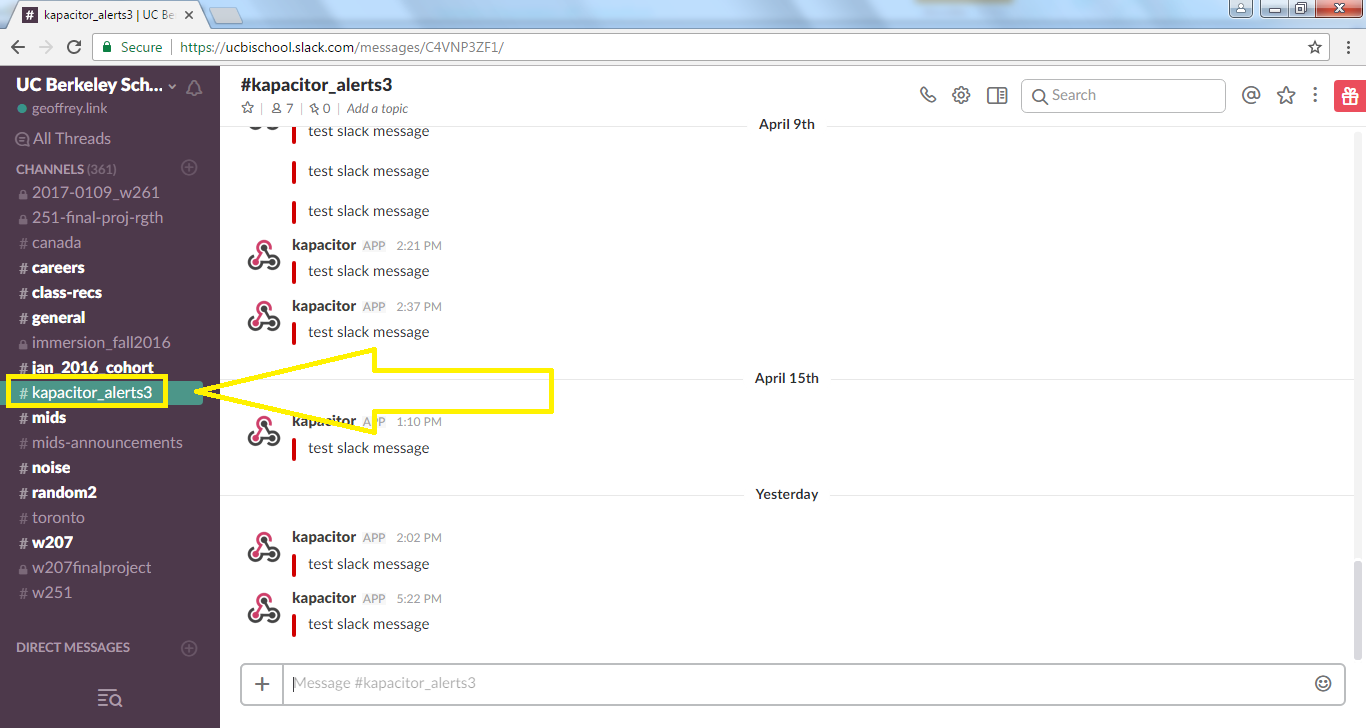 kapacitor_alerts3 | UC Be
Secure
https://ucbischool.slack.com/messages/C4VNP3ZF1/
UC Berkeley Sch...
geoffrey.link
All Threads
CHANNELS (361)
2017-0109_w261
251-final-proj-rgth
# canada
# careers
# class-recs
# general
immersion_fall2016
# jan_2016_cohort
# kapacitor_alerts3
# mids
# mids-announcements
# noise
# random2
# toronto
# w207
w207finalproject
# w251
DIRECT MESSAGES
#kapacitor_alerts3
7 | 0 | Add a topic
Search
April 9th
test slack message
test slack message
test slack message
kapacitor APP 2:21 PM
test slack message
kapacitor APP 2:37 PM
test slack message
April 15th
kapacitor APP 1:10 PM
test slack message
Yesterday
kapacitor APP 2:02 PM
test slack message
kapacitor APP 5:22 PM
test slack message
Message #kapacitor_alerts3